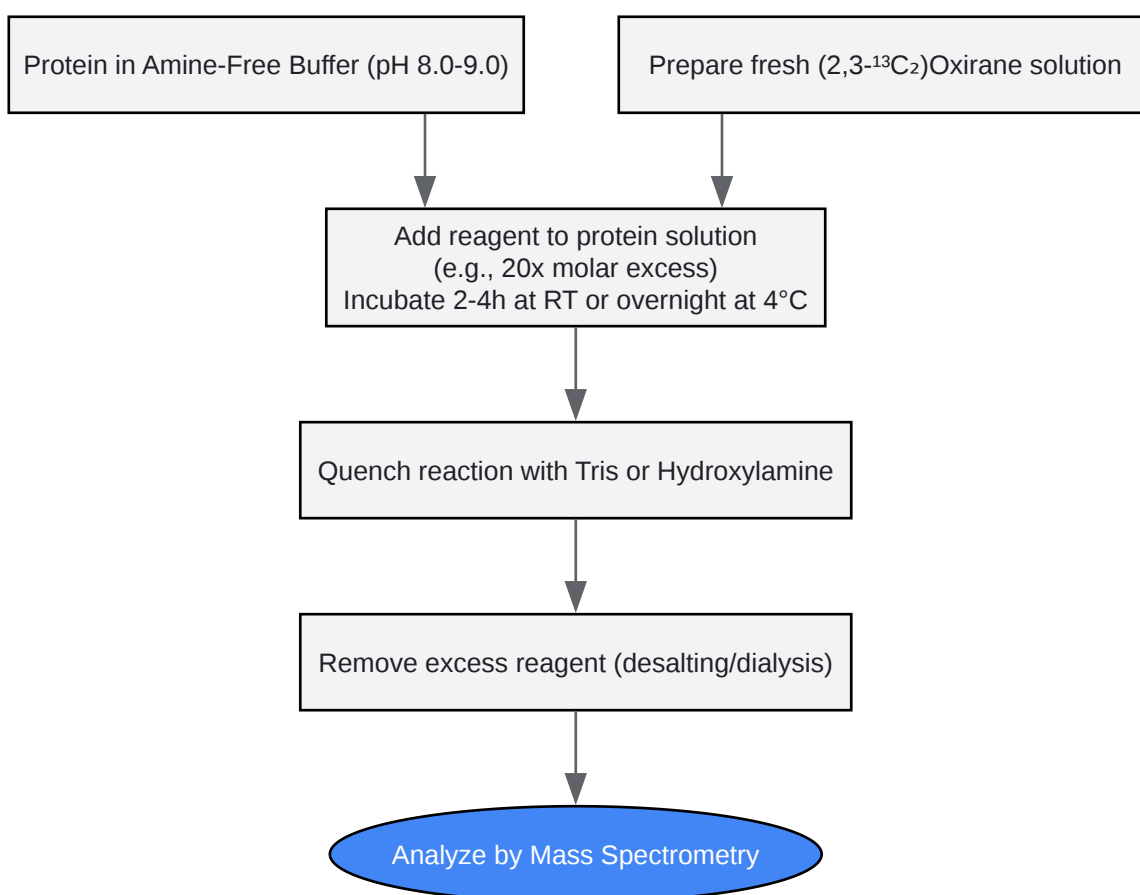 Protein in Amine-Free Buffer (pH 8.0-9.0)
Prepare fresh (2,3-¹³C₂)Oxirane solution
Add reagent to protein solution
(e.g., 20x molar excess)
Incubate 2-4h at RT or overnight at 4°C
Quench reaction with Tris or Hydroxylamine
Remove excess reagent (desalting/dialysis)
Analyze by Mass Spectrometry